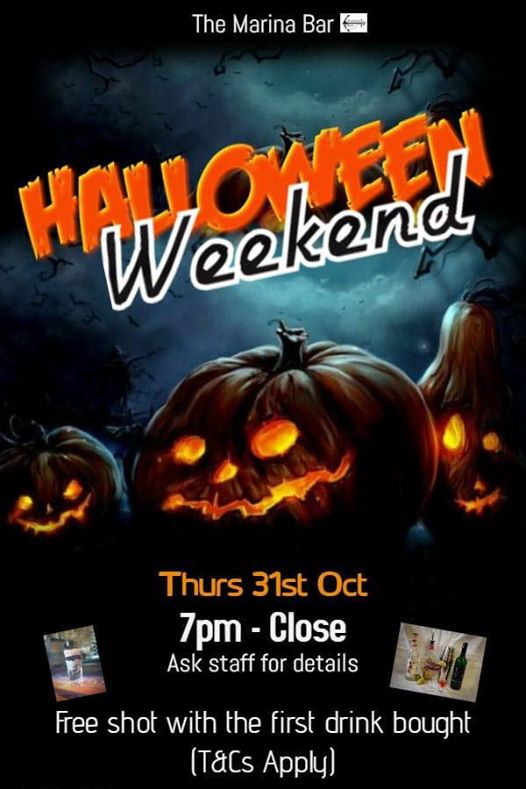 The Marina Bar
HALLOWEEN
Weekend
Thurs 31st Oct
7pm - Close
Ask staff for details
Free shot with the first drink bought
(T&Cs Apply)